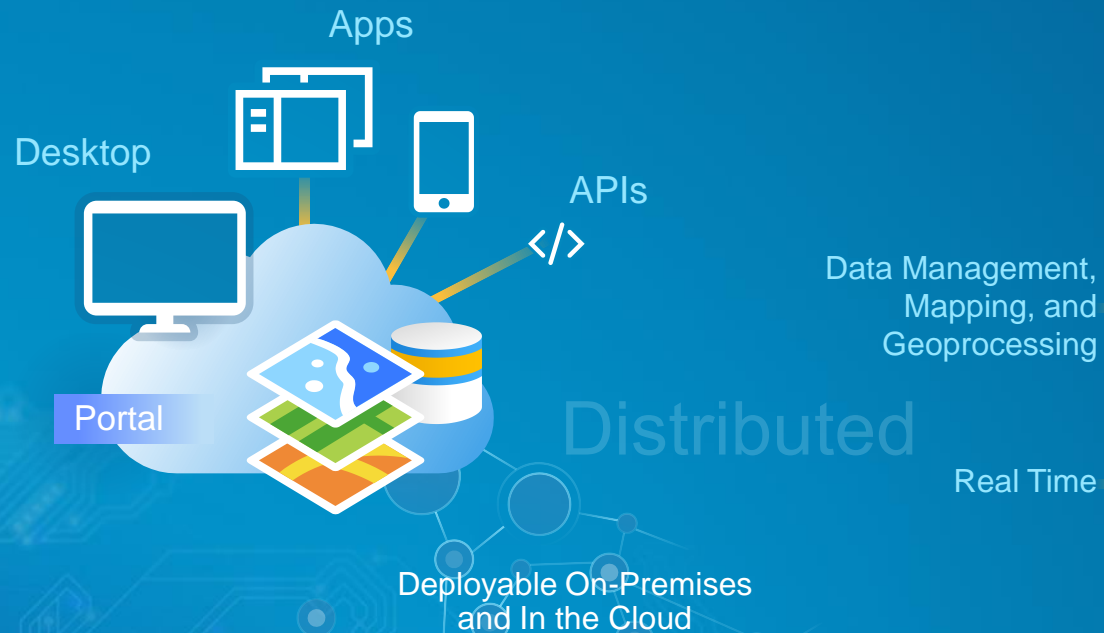 Apps
Desktop
APIs
</>
Data Management,
Mapping, and
Geoprocessing
Portal
Distributed
Real Time
Deployable On-Premises
and In the Cloud